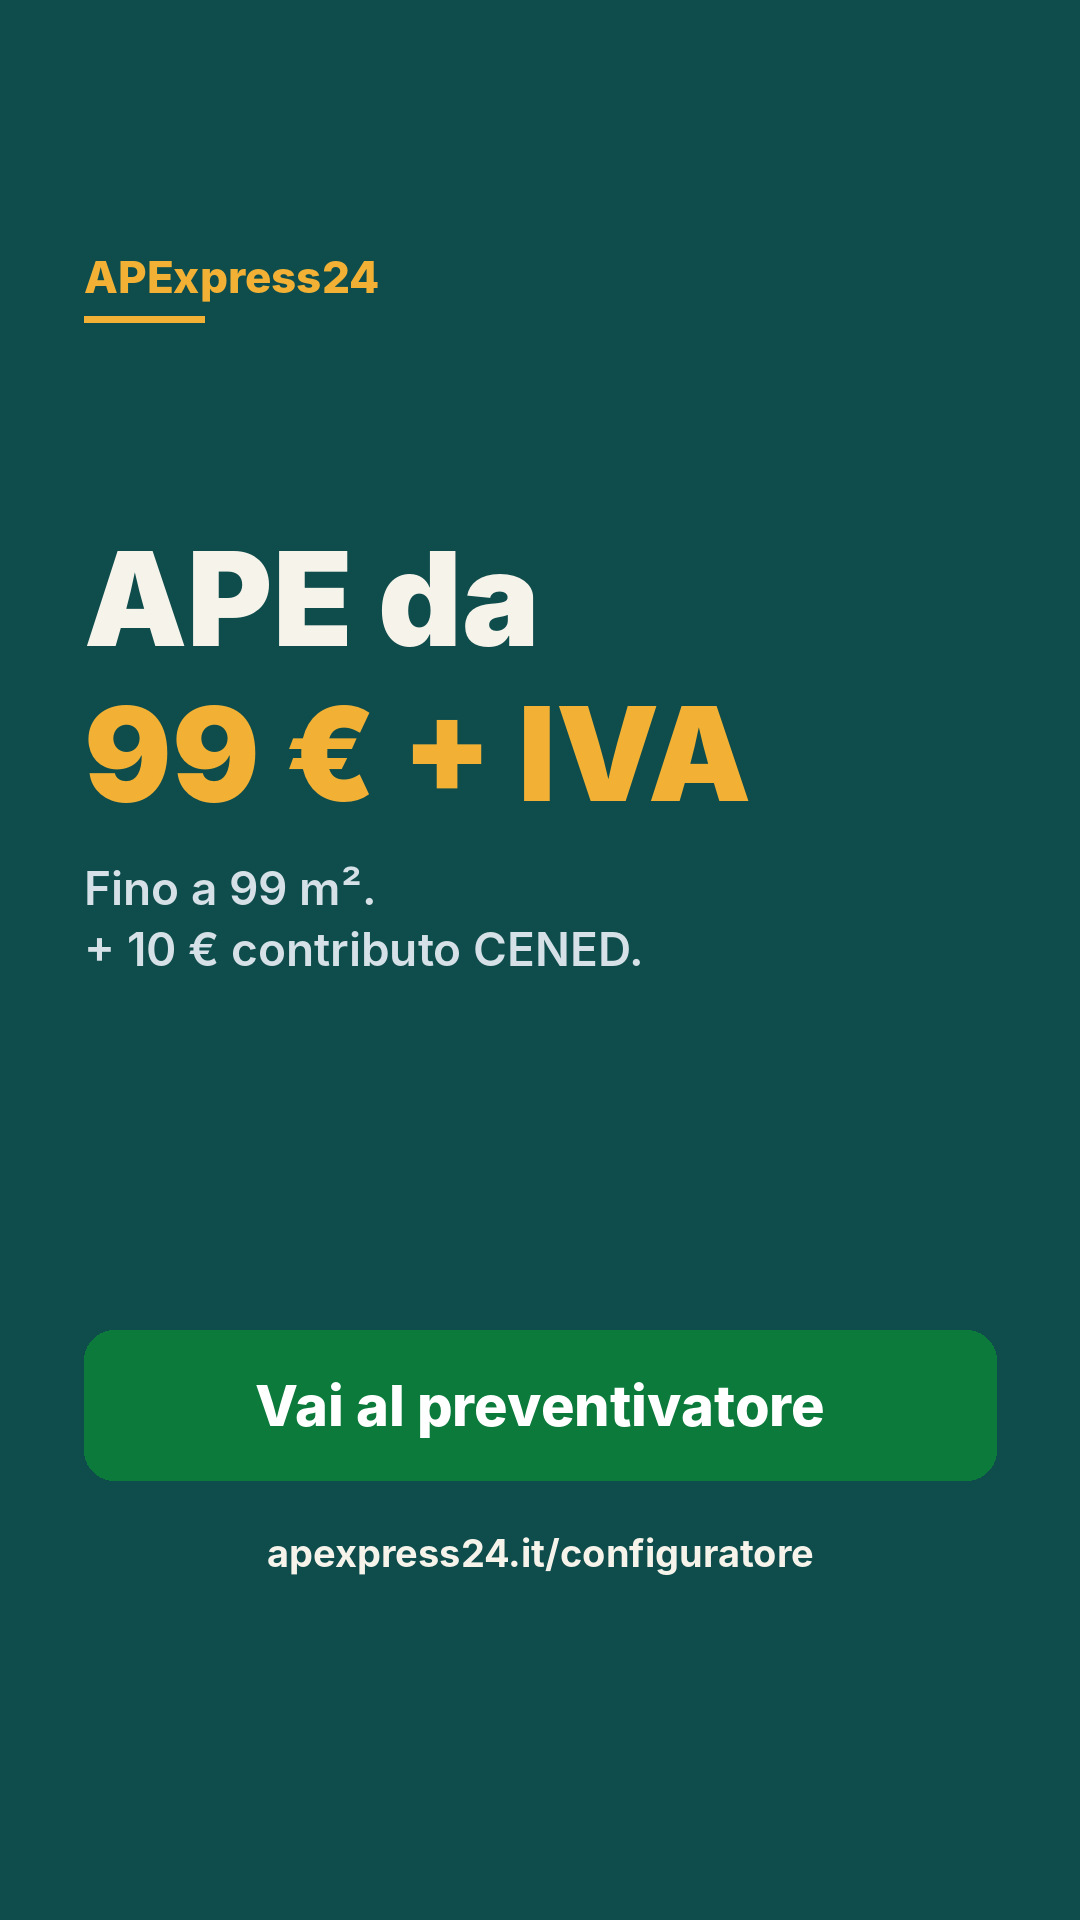 APExpress24
APE da
99 € + IVA
Fino a 99 m².
+ 10 € contributo CENED.
Vai al preventivatore
apexpress24.it/configuratore